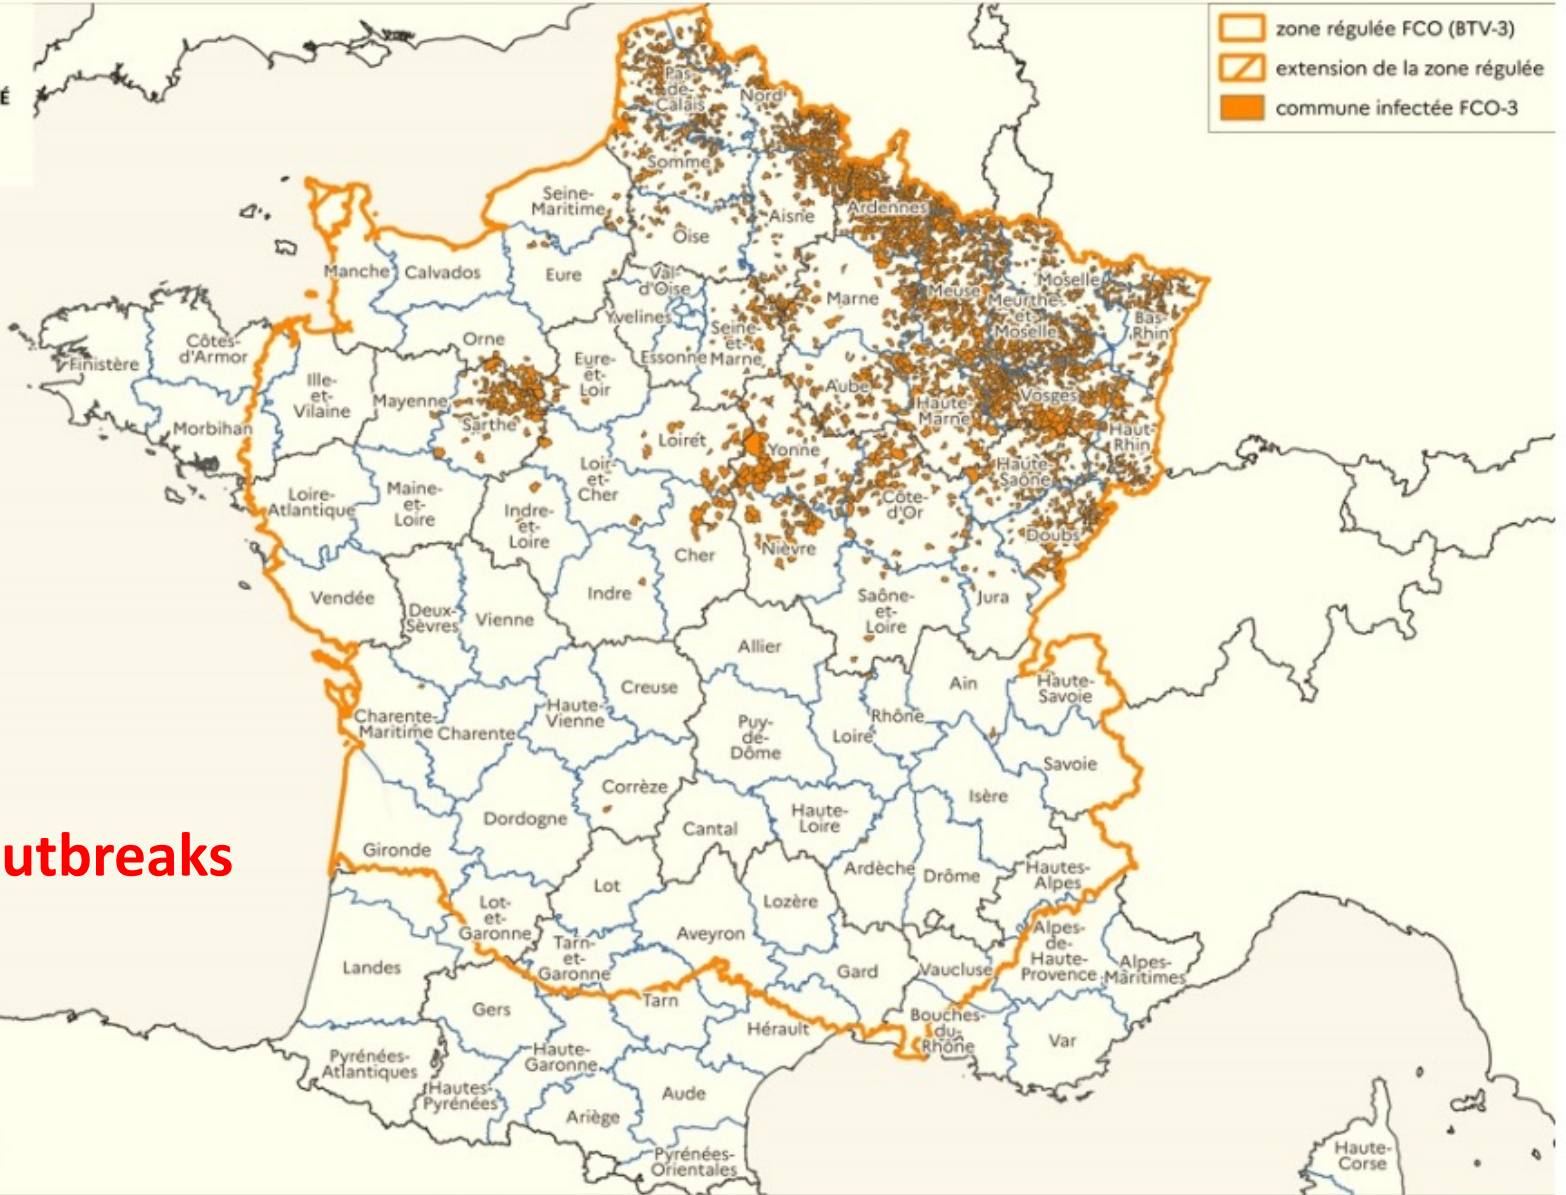 É
zone régulée FCO (BTV-3)
extension de la zone régulée
commune infectée FCO-3
Pas-
de-
Calais
Nord
Somme
Seine-
Maritime
Aisne
Ardennes
Oise
Manche
Calvados
Eure
Val-
d'Oise
Marne
Meuse
Moselle
Meurthe-
et-
Moselle
Bas-
Rhin
Yvelines
Seine-
et-
Marne
Essonne
Orne
Côtes-
d'Armor
Finistère
Ille-
et-
Vilaine
Mayenne
Eure-
et-
Loir
Aube
Haute-
Marne
Vosges
Sarthe
Morbihan
Loiret
Yonne
Haut-
Rhin
Loir-
et-
Cher
Haute-
Saône
Loire-
Atlantique
Maine-
et-
Loire
Indre-
et-
Loire
Côte-
d'Or
Doubs
Cher
Nièvre
Vendée
Deux-
Sèvres
Vienne
Indre
Saône-
et-
Loire
Jura
Allier
Creuse
Ain
Haute-
Savoie
Charente-
Maritime
Charente
Haute-
Vienne
Puy-
de-
Dôme
Loire
Rhône
Savoie
Corrèze
Isère
Dordogne
Cantal
Haute-
Loire
Gironde
utbreaks
Ardèche
Drôme
Hautes-
Alpes
Lot
Lozère
Lot-
et-
Garonne
Aveyron
Tarn-
et-
Garonne
Alpes-
de-
Haute-
Provence
Alpes-
Maritimes
Landes
Gard
Vaucluse
Gers
Tarn
Hérault
Bouches-
du-
Rhône
Var
Pyrénées-
Atlantiques
Haute-
Garonne
Hautes-
Pyrénées
Aude
Ariège
Pyrénées-
Orientales
Haute-
Corse